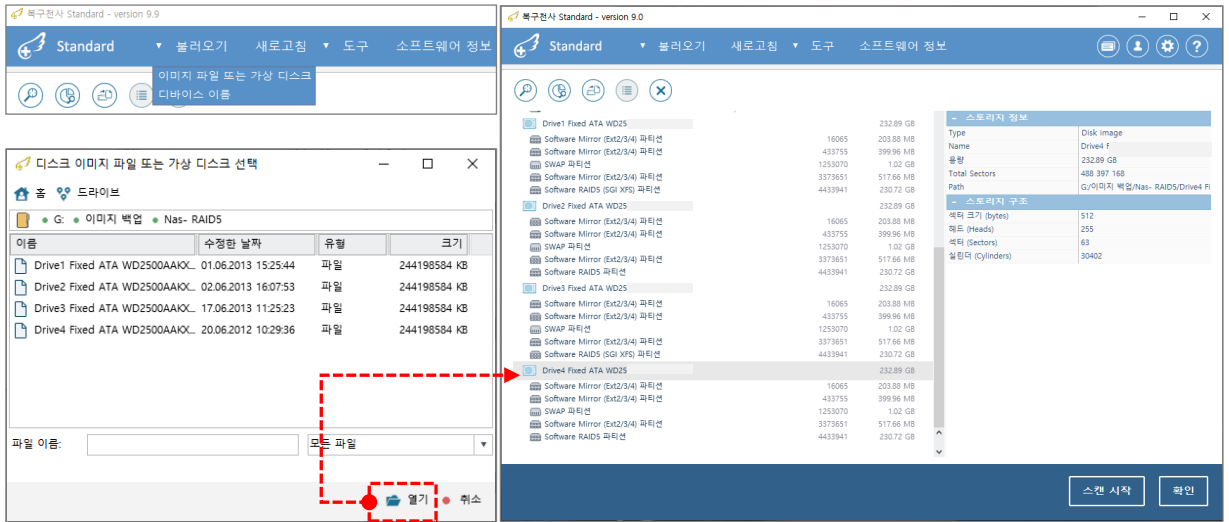 복구천사 Standard - version 9.9
Standard ▼ 불러오기 새로고침 ▼ 도구 소프트웨어 정보
이미지 파일 또는 가상 디스크
디바이스 이름
디스크 이미지 파일 또는 가상 디스크 선택
홈 드라이브
G: 이미지 백업 Nas- RAID5
이름 수정한 날짜 유형 크기
Drive1 Fixed ATA WD2500AAKX... 01.06.2013 15:25:44 파일 244198584 KB
Drive2 Fixed ATA WD2500AAKX... 02.06.2013 16:07:53 파일 244198584 KB
Drive3 Fixed ATA WD2500AAKX... 17.06.2013 11:25:23 파일 244198584 KB
Drive4 Fixed ATA WD2500AAKX... 20.06.2012 10:29:36 파일 244198584 KB
파일 이름: 모든 파일
열기 취소
복구천사 Standard - version 9.0
Standard ▼ 불러오기 새로고침 ▼ 도구 소프트웨어 정보
Drive1 Fixed ATA WD25 232.89 GB
Software Mirror (Ext2/3/4) 파티션 16065 203.88 MB
Software Mirror (Ext2/3/4) 파티션 433755 399.96 MB
SWAP 파티션 1253070 1.02 GB
Software Mirror (Ext2/3/4) 파티션 3373651 517.66 MB
Software RAID5 (SGI XFS) 파티션 4433941 230.72 GB
Drive2 Fixed ATA WD25 232.89 GB
Software Mirror (Ext2/3/4) 파티션 16065 203.88 MB
Software Mirror (Ext2/3/4) 파티션 433755 399.96 MB
SWAP 파티션 1253070 1.02 GB
Software Mirror (Ext2/3/4) 파티션 3373651 517.66 MB
Software RAID5 파티션 4433941 230.72 GB
Drive3 Fixed ATA WD25 232.89 GB
Software Mirror (Ext2/3/4) 파티션 16065 203.88 MB
Software Mirror (Ext2/3/4) 파티션 433755 399.96 MB
SWAP 파티션 1253070 1.02 GB
Software Mirror (Ext2/3/4) 파티션 3373651 517.66 MB
Software RAID5 (SGI XFS) 파티션 4433941 230.72 GB
Drive4 Fixed ATA WD25 232.89 GB
Software Mirror (Ext2/3/4) 파티션 16065 203.88 MB
Software Mirror (Ext2/3/4) 파티션 433755 399.96 MB
SWAP 파티션 1253070 1.02 GB
Software Mirror (Ext2/3/4) 파티션 3373651 517.66 MB
Software RAID5 파티션 4433941 230.72 GB
- 스토리지 정보
Type Disk image
Name Drive4 F
용량 232.89 GB
Total Sectors 488 397 168
Path G:/이미지 백업/Nas- RAID5/Drive4 Fi
- 스토리지 구조
섹터 크기 (bytes) 512
헤드 (Heads) 255
섹터 (Sectors) 63
실린더 (Cylinders) 30402
스캔 시작 확인